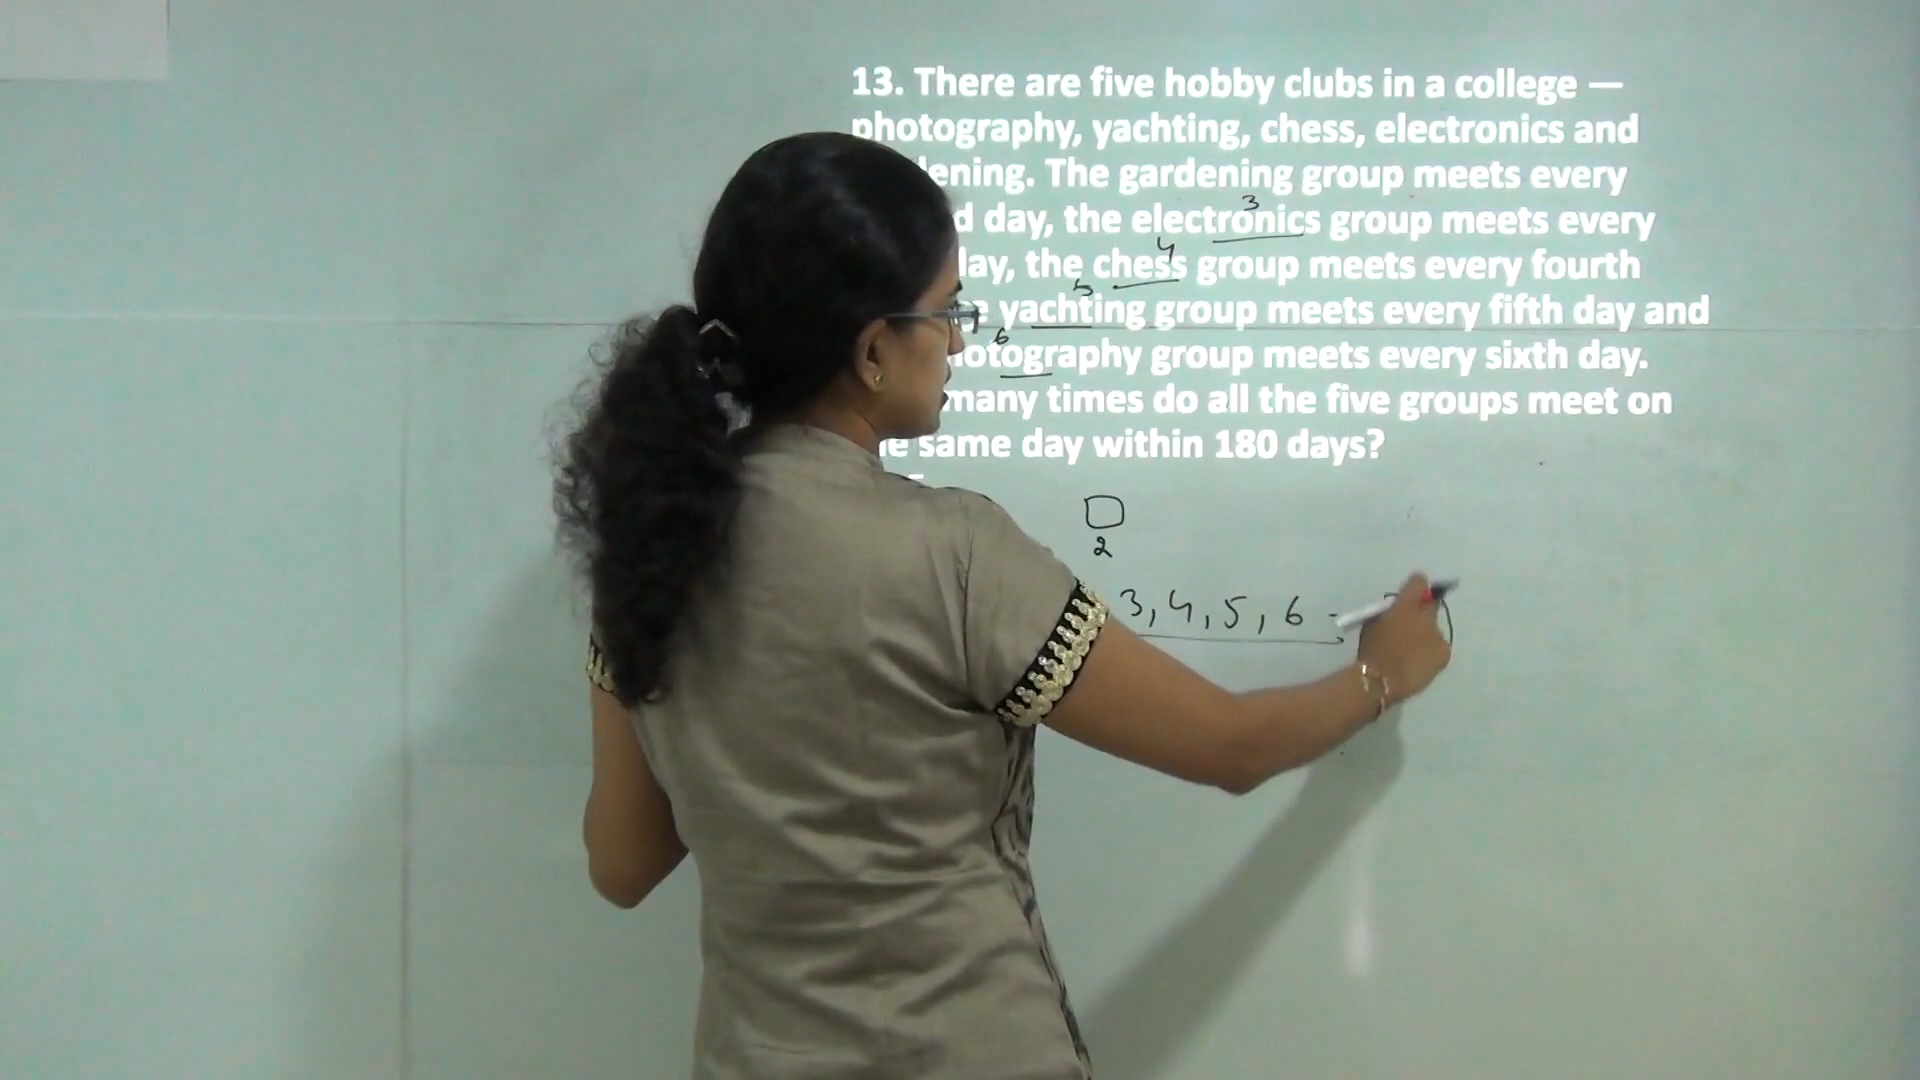 13. There are five hobby clubs in a college —
photography, yachting, chess, electronics and
ening. The gardening group meets every
d day, the electronics group meets every
3
lay, the chess group meets every fourth
4
yachting group meets every fifth day and
5
otography group meets every sixth day.
6
many times do all the five groups meet on
same day within 180 days?
2
3, 4, 5, 6